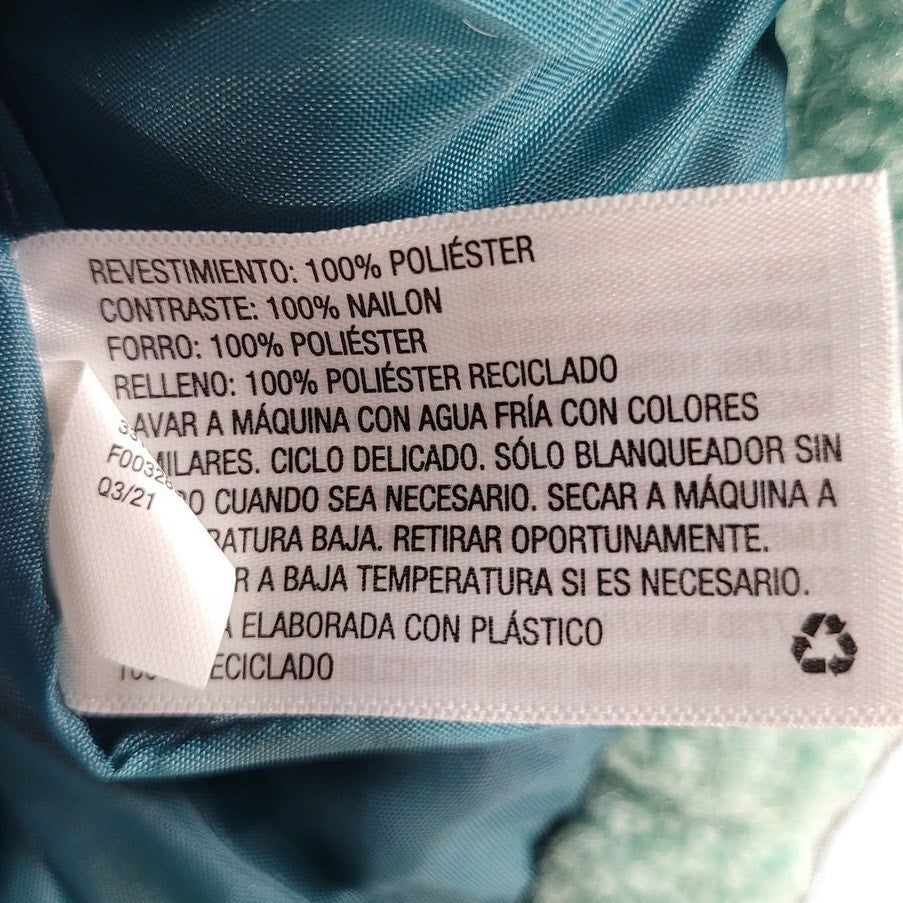 REVESTIMIENTO: 100% POLIÉSTER
CONTRASTE: 100% NAILON
FORRO: 100% POLIÉSTER
RELLENO: 100% POLIÉSTER RECICLADO
AVAR A MÁQUINA CON AGUA FRÍA CON COLORES
MILARES. CICLO DELICADO. SÓLO BLANQUEADOR SIN
O CUANDO SEA NECESARIO. SECAR A MÁQUINA A
RATURA BAJA. RETIRAR OPORTUNAMENTE.
R A BAJA TEMPERATURA SI ES NECESARIO.
A ELABORADA CON PLÁSTICO
ECICLADO
Q3/21